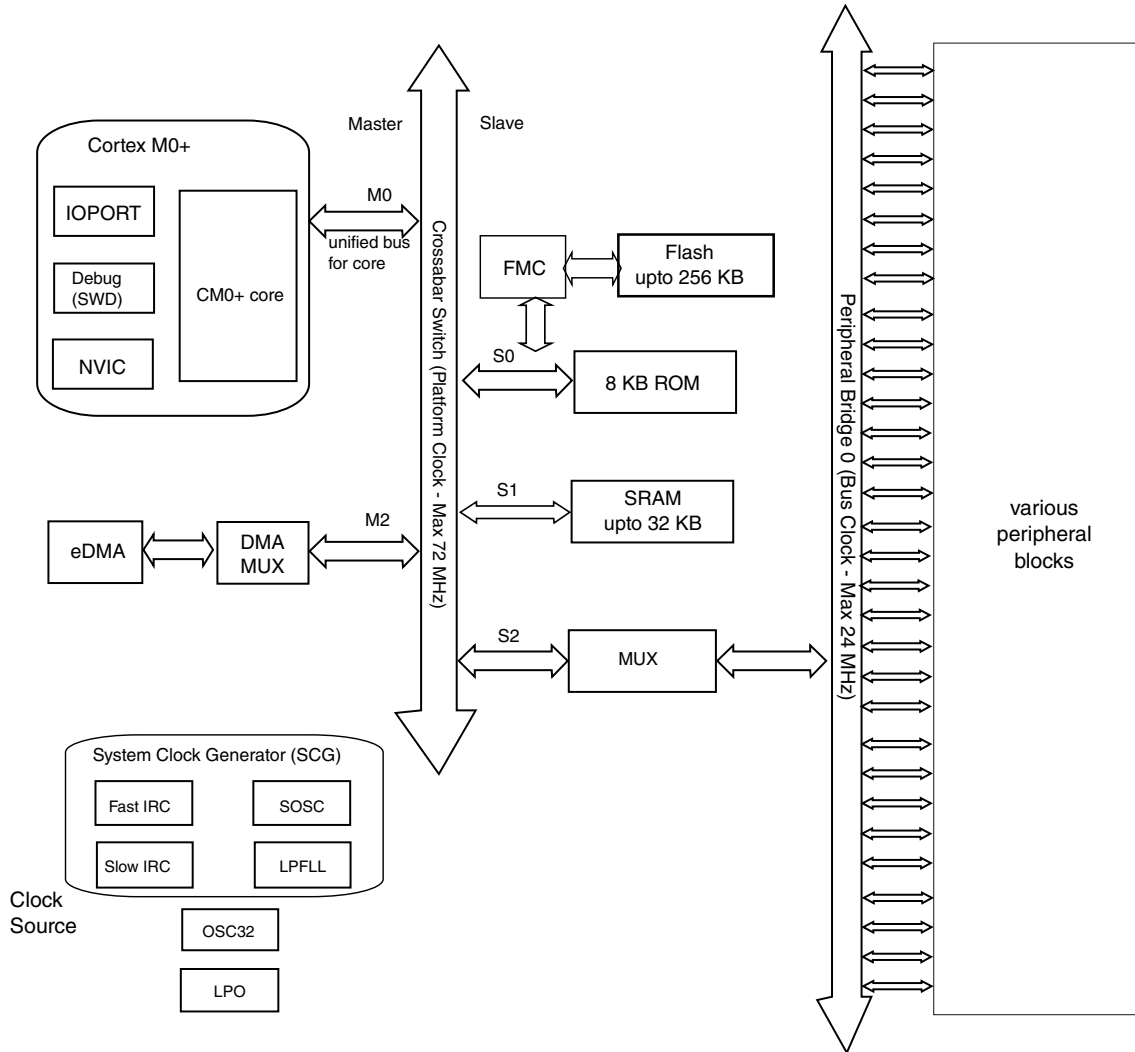 Master
Slave
Cortex M0+
IOPORT
Debug
(SWD)
NVIC
CM0+ core
M0
unified bus
for core
Crossabar Switch (Platform Clock - Max 72 MHz)
FMC
Flash
upto 256 KB
S0
8 KB ROM
S1
SRAM
upto 32 KB
eDMA
DMA
MUX
M2
S2
MUX
Peripheral Bridge 0 (Bus Clock - Max 24 MHz)
various
peripheral
blocks
System Clock Generator (SCG)
Fast IRC
SOSC
Slow IRC
LPFLL
Clock
Source
OSC32
LPO